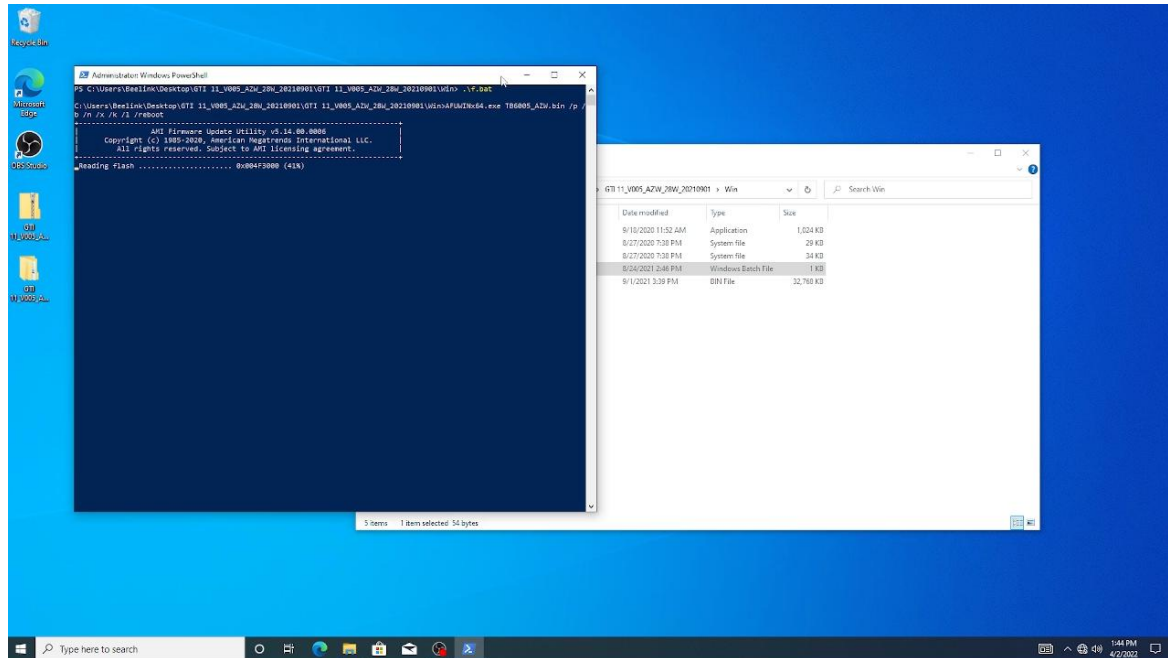 Recycle Bin
Microsoft
Edge
OBS Studio
GTI
11_V005_A...
GTI
11_V005_A...
Administrator: Windows PowerShell
PS C:\Users\Beelink\Desktop\GTI 11_V005_AZW_28W_20210901\GTI 11_V005_AZW_28W_20210901\Win> .\f.bat
C:\Users\Beelink\Desktop\GTI 11_V005_AZW_28W_20210901\GTI 11_V005_AZW_28W_20210901\Win>AFUWINx64.exe TB6005_AZW.bin /p /
b /n /x /k /l /reboot
AMI Firmware Update Utility v5.14.00.0006
Copyright (c) 1985-2020, American Megatrends International LLC.
All rights reserved. Subject to AMI licensing agreement.
Reading flash ...................... 0x004F3000 (41%)
GTI 11_V005_AZW_28W_20210901 > Win
Search Win
Date modified Type Size
9/18/2020 11:52 AM Application 1,024 KB
8/27/2020 7:38 PM System file 29 KB
8/27/2020 7:38 PM System file 34 KB
8/24/2021 2:46 PM Windows Batch File 1 KB
9/1/2021 3:39 PM BIN File 32,768 KB
5 items 1 item selected 54 bytes
Type here to search
1:44 PM
4/2/2022